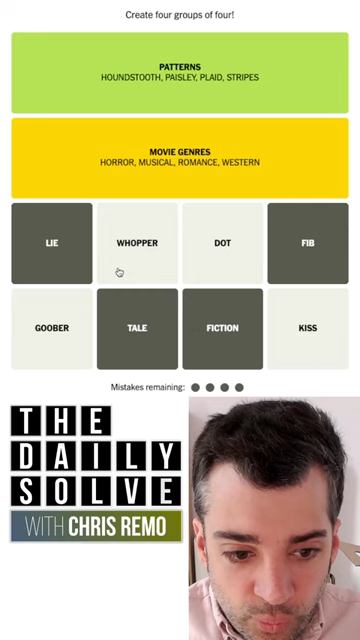 Create four groups of four!
PATTERNS
HOUNDSTOOTH, PAISLEY, PLAID, STRIPES
MOVIE GENRES
HORROR, MUSICAL, ROMANCE, WESTERN
LIE WHOPPER DOT FIB
GOOBER TALE FICTION KISS
Mistakes remaining:
THE
DAILY
SOLVE
WITH CHRIS REMO